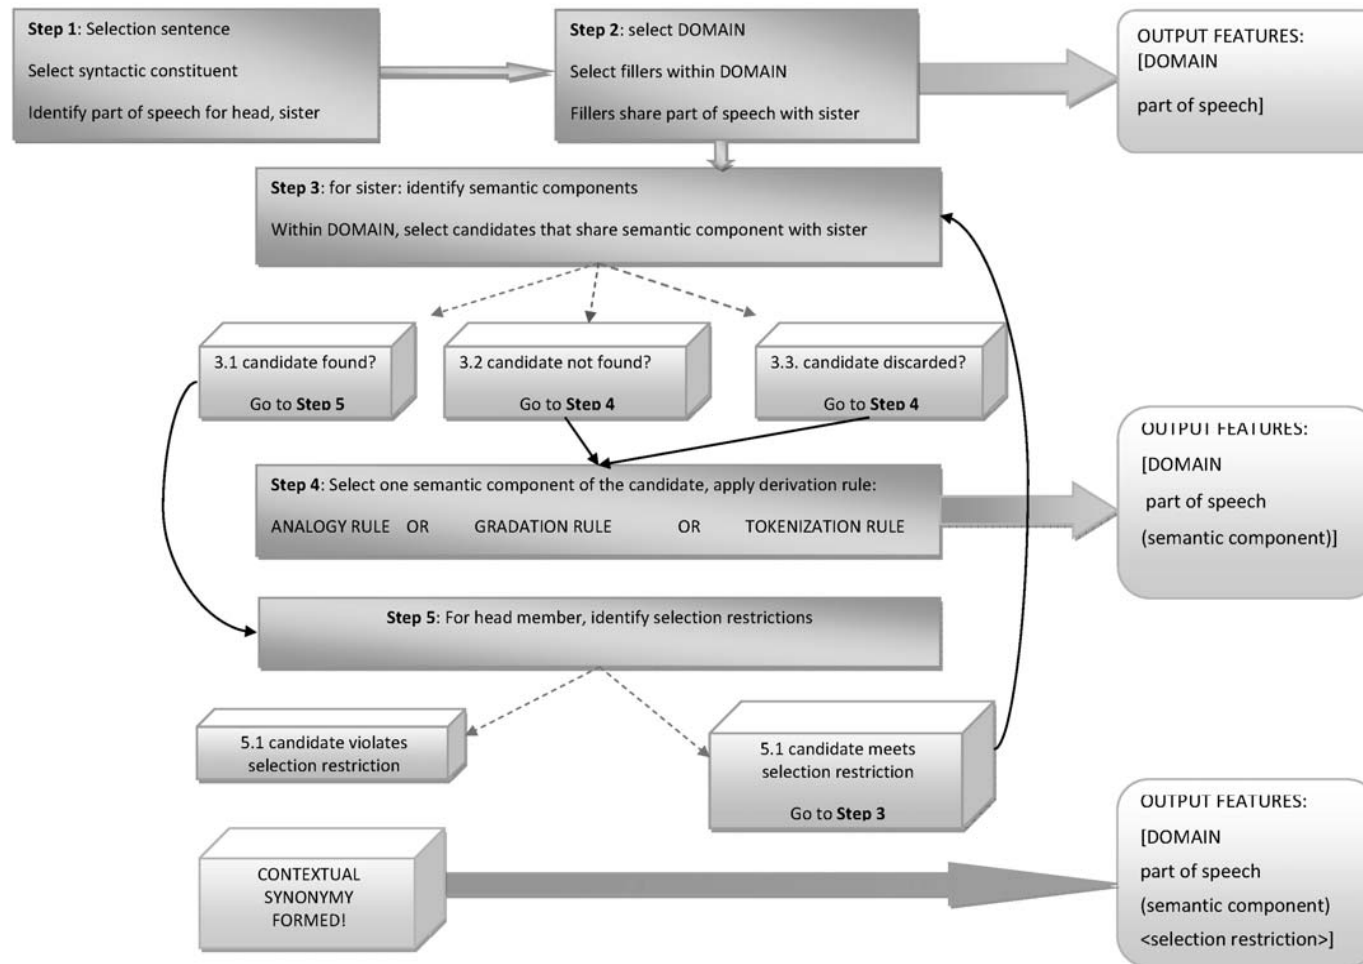 Step 1: Selection sentence
Select syntactic constituent
Identify part of speech for head, sister
Step 2: select DOMAIN
Select fillers within DOMAIN
Fillers share part of speech with sister
OUTPUT FEATURES:
[DOMAIN
part of speech]
Step 3: for sister: identify semantic components
Within DOMAIN, select candidates that share semantic component with sister
3.1 candidate found?
Go to Step 5
3.2 candidate not found?
Go to Step 4
3.3. candidate discarded?
Go to Step 4
Step 4: Select one semantic component of the candidate, apply derivation rule:
ANALOGY RULE OR GRADATION RULE OR TOKENIZATION RULE
OUTPUT FEATURES:
[DOMAIN
part of speech
(semantic component)]
Step 5: For head member, identify selection restrictions
5.1 candidate violates
selection restriction
5.1 candidate meets
selection restriction
Go to Step 3
CONTEXTUAL
SYNONYMY
FORMED!
OUTPUT FEATURES:
[DOMAIN
part of speech
(semantic component)
<selection restriction>]